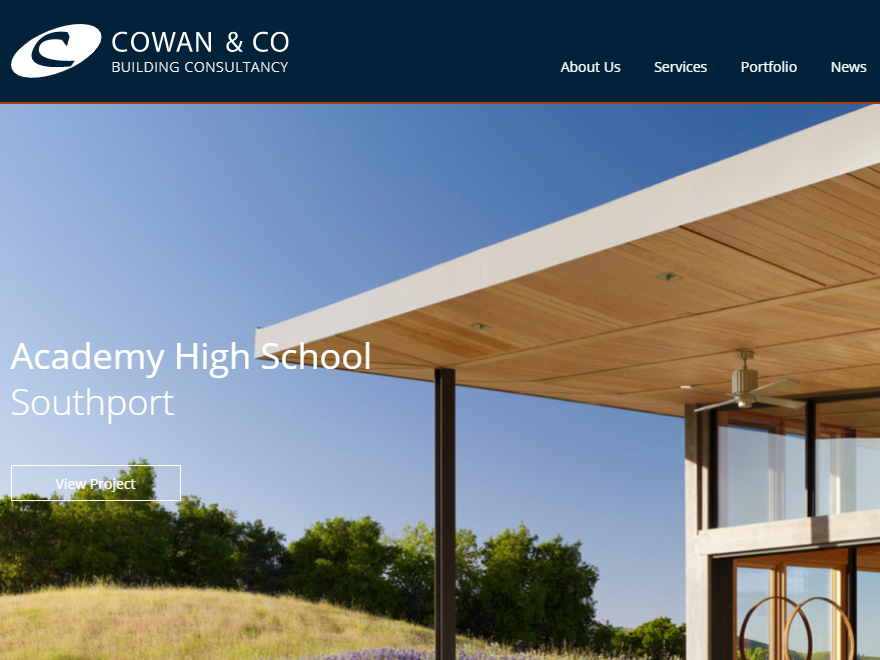 COWAN & CO
BUILDING CONSULTANCY
About Us Services Portfolio News
Academy High School
Southport
View Project